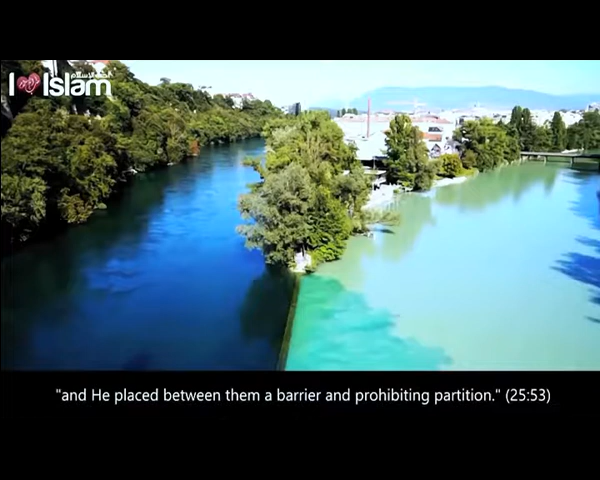 I Islam
"and He placed between them a barrier and prohibiting partition." (25:53)